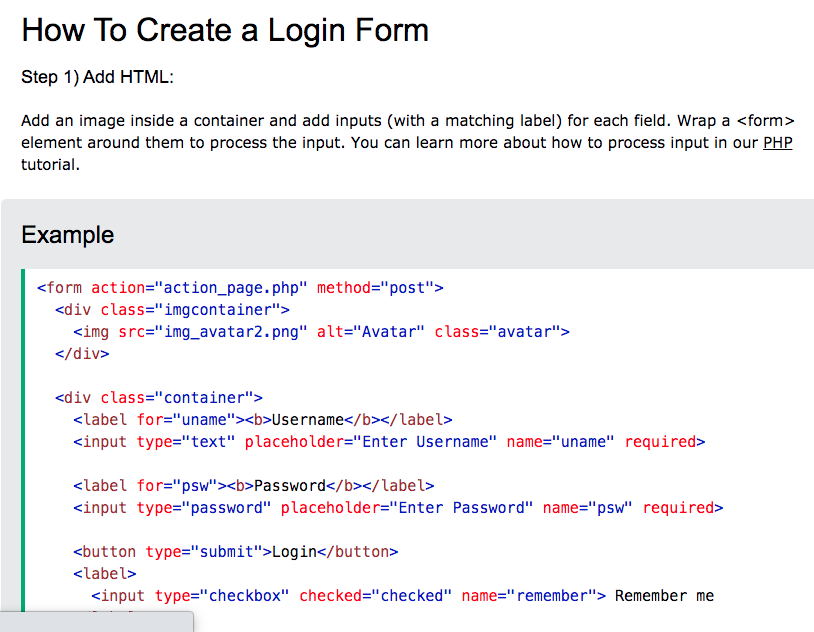 How To Create a Login Form
Step 1) Add HTML:
Add an image inside a container and add inputs (with a matching label) for each field. Wrap a <form>
element around them to process the input. You can learn more about how to process input in our PHP
tutorial.
Example
<form action="action_page.php" method="post">
<div class="imgcontainer">
<img src="img_avatar2.png" alt="Avatar" class="avatar">
</div>
<div class="container">
<label for="uname"><b>Username</b></label>
<input type="text" placeholder="Enter Username" name="uname" required>
<label for="psw"><b>Password</b></label>
<input type="password" placeholder="Enter Password" name="psw" required>
<button type="submit">Login</button>
<label>
<input type="checkbox" checked="checked" name="remember"> Remember me